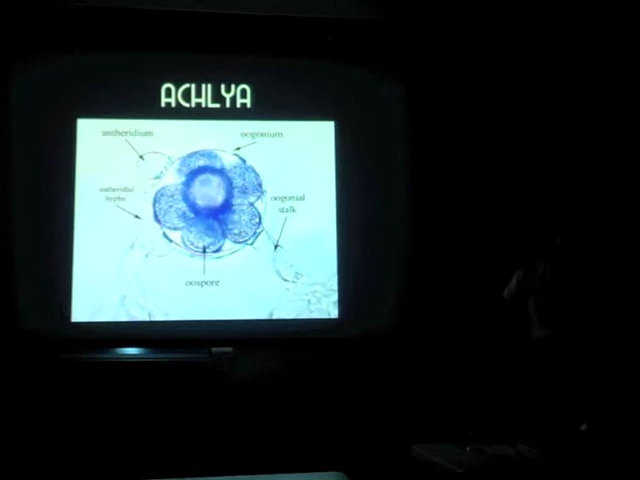 ACHLYA
antheridium
oogonium
antheridial
hypha
oogonial
stalk
oospore